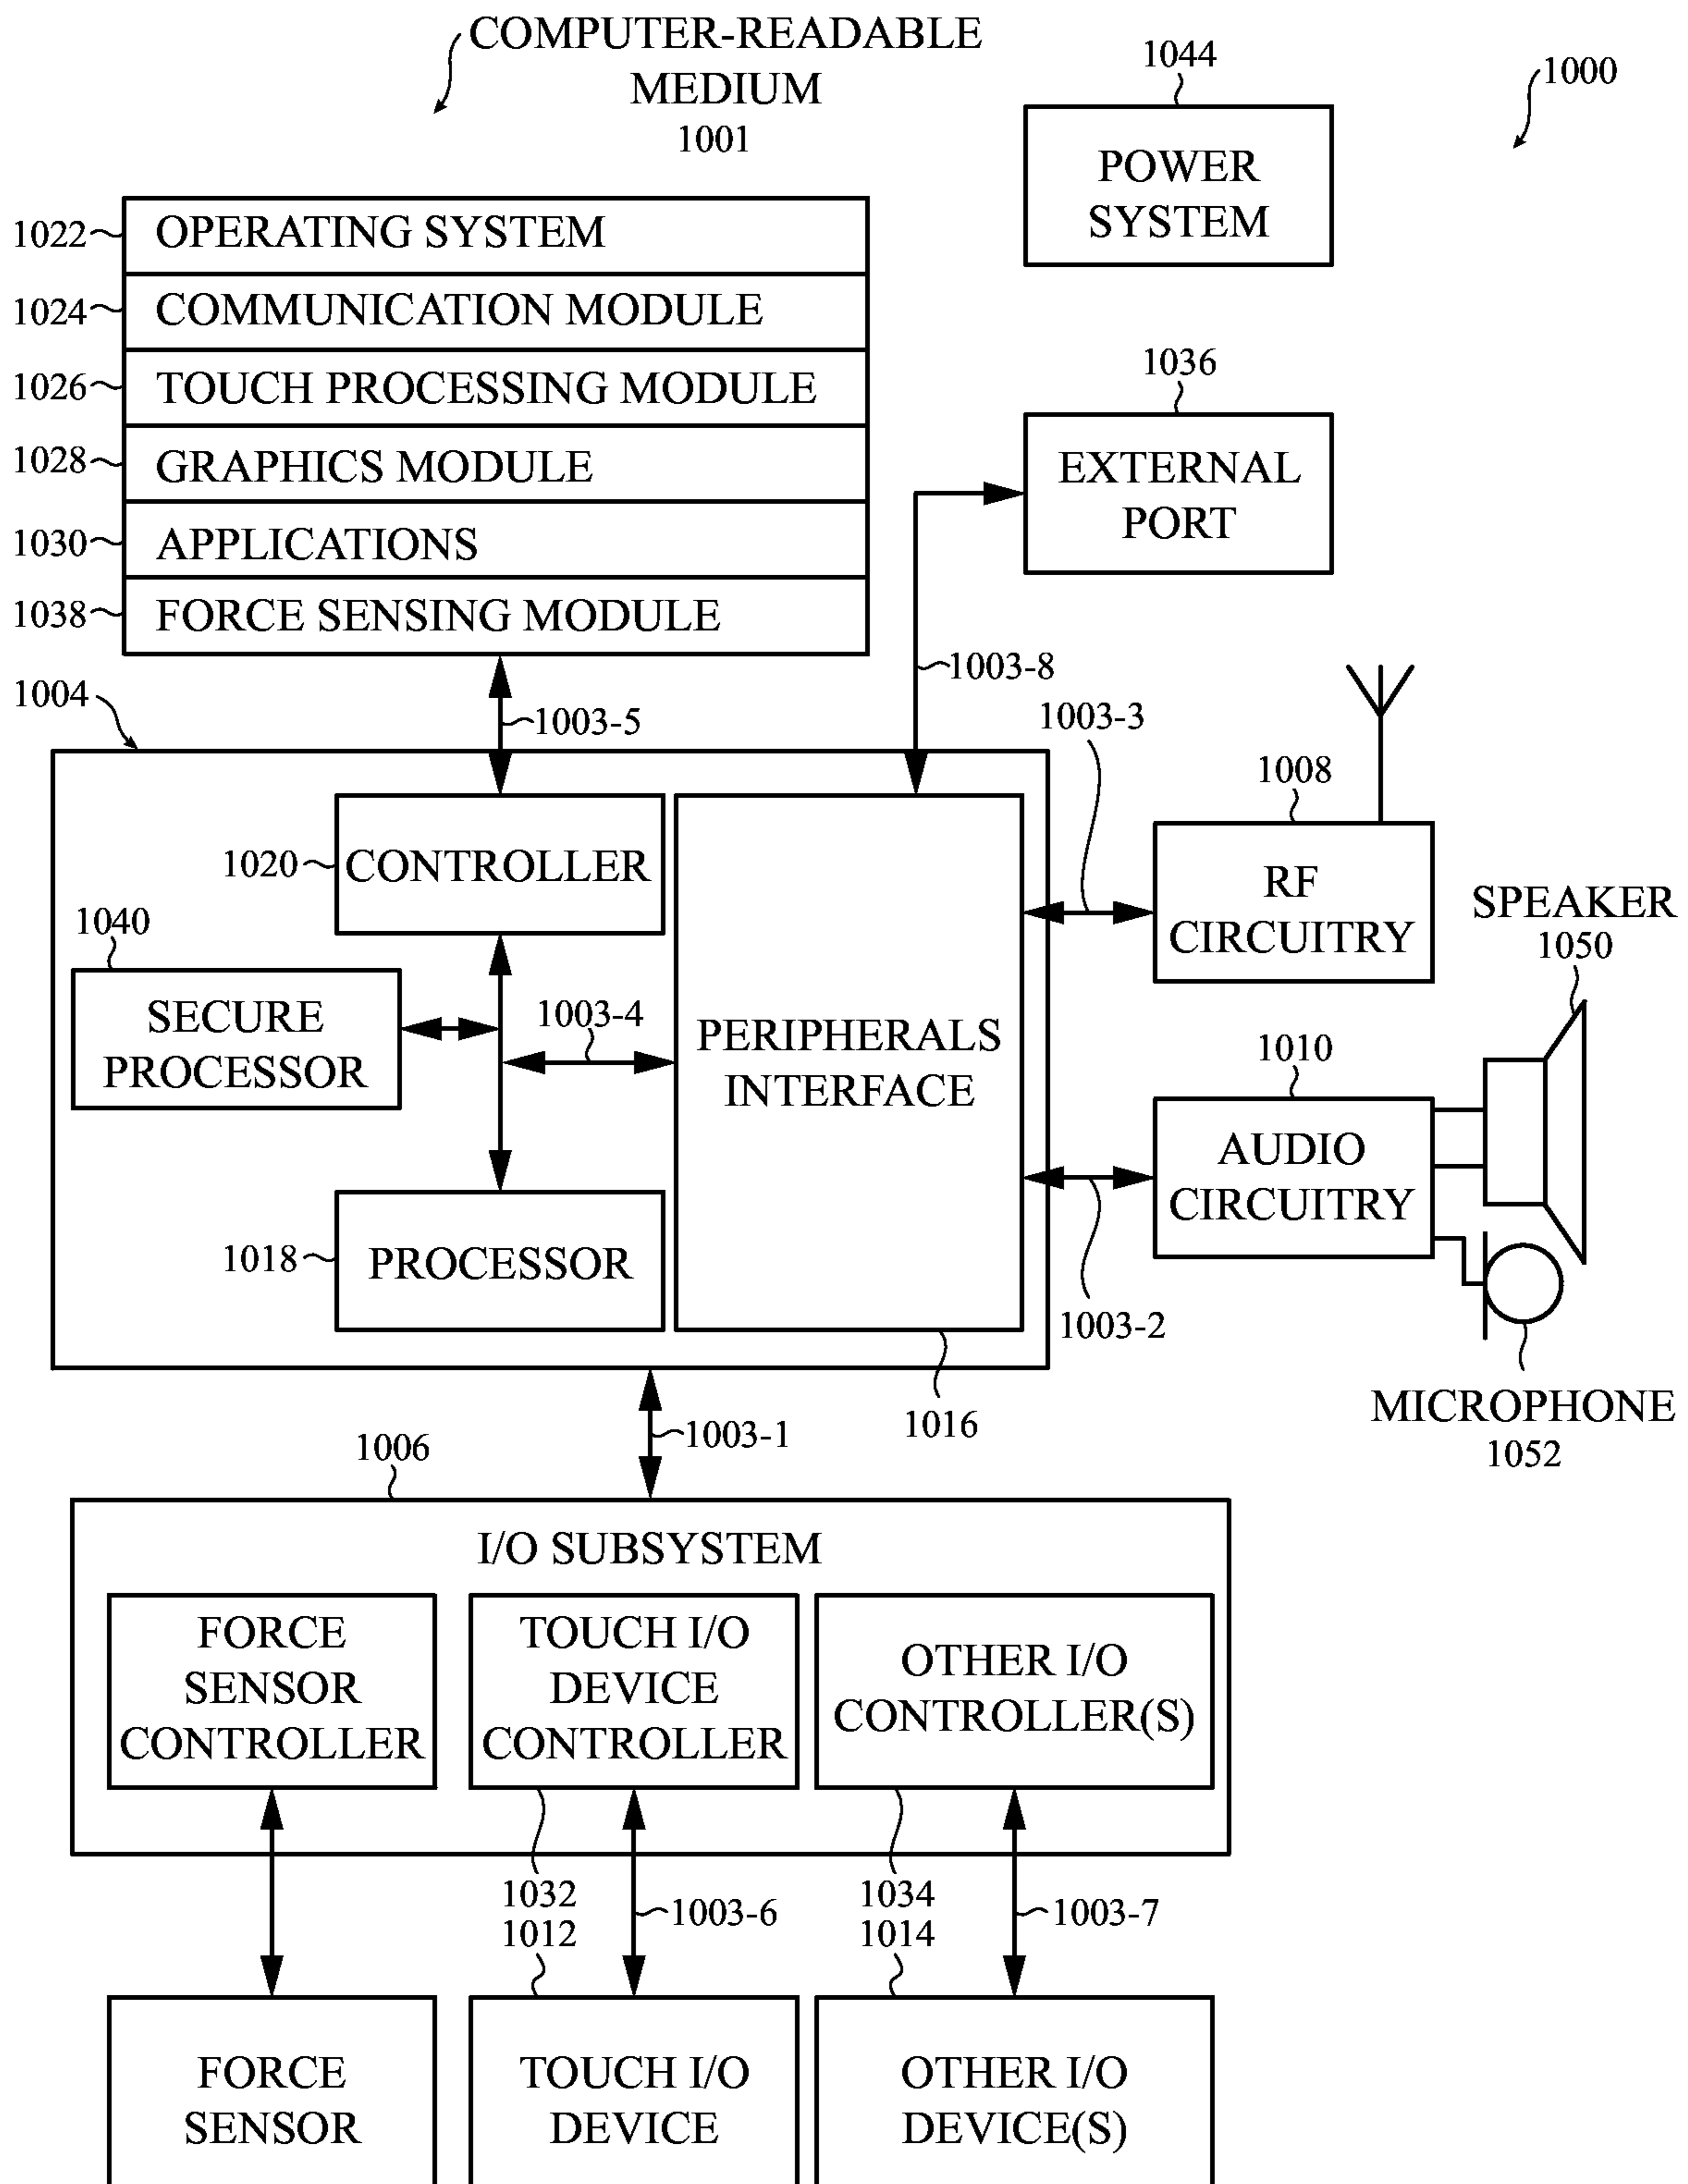 COMPUTER-READABLE
MEDIUM
1001
1044
1000
POWER
SYSTEM
1022
OPERATING SYSTEM
1024
COMMUNICATION MODULE
1026
TOUCH PROCESSING MODULE
1028
GRAPHICS MODULE
1030
APPLICATIONS
1038
FORCE SENSING MODULE
1036
EXTERNAL
PORT
1003-8
1004
1003-5
1003-3
1008
RF
CIRCUITRY
1020
CONTROLLER
1040
SECURE
PROCESSOR
1003-4
PERIPHERALS
INTERFACE
SPEAKER
1050
1010
AUDIO
CIRCUITRY
1018
PROCESSOR
1003-2
1016
MICROPHONE
1052
1003-1
1006
I/O SUBSYSTEM
FORCE
SENSOR
CONTROLLER
TOUCH I/O
DEVICE
CONTROLLER
OTHER I/O
CONTROLLER(S)
1032
1003-6
1034
1003-7
1012
1014
FORCE
SENSOR
TOUCH I/O
DEVICE
OTHER I/O
DEVICE(S)